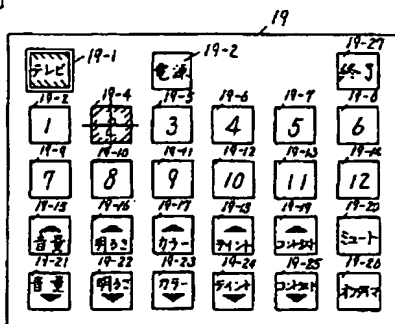 19
19-1 19-2 19-27
テレビ 電源 終了
19-4 19-5 19-6 19-7 19-8
1 2 3 4 5 6
19-9 19-10 19-11 19-12 19-13 19-14
7 8 9 10 11 12
19-15 19-16 19-17 19-19 19-20
音量 明るさ カラー ティント コントラスト ミュート
19-21 19-22 19-23 19-24 19-25 19-26
音量 明るさ カラー ティント コントラスト オンタイマ